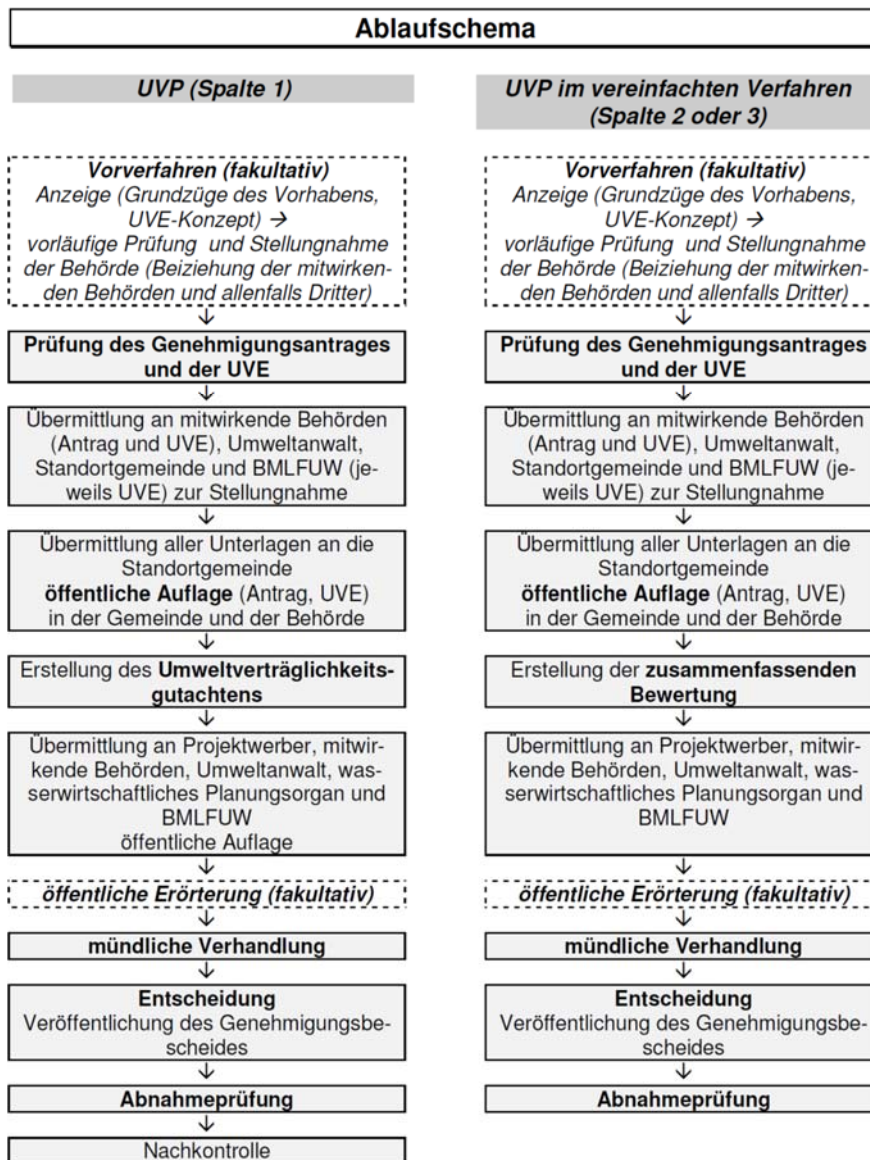 Ablaufschema
UVP (Spalte 1)
Vorverfahren (fakultativ)
Anzeige (Grundzüge des Vorhabens,
UVE-Konzept) →
vorläufige Prüfung und Stellungnahme
der Behörde (Beiziehung der mitwirken-
den Behörden und allenfalls Dritter)
↓
Prüfung des Genehmigungsantrages
und der UVE
↓
Übermittlung an mitwirkende Behörden
(Antrag und UVE), Umweltanwalt,
Standortgemeinde und BMLFUW (je-
weils UVE) zur Stellungnahme
↓
Übermittlung aller Unterlagen an die
Standortgemeinde
öffentliche Auflage (Antrag, UVE)
in der Gemeinde und der Behörde
↓
Erstellung des Umweltverträglichkeits-
gutachtens
↓
Übermittlung an Projektwerber, mitwir-
kende Behörden, Umweltanwalt, was-
serwirtschaftliches Planungsorgan und
BMLFUW
öffentliche Auflage
↓
öffentliche Erörterung (fakultativ)
↓
mündliche Verhandlung
↓
Entscheidung
Veröffentlichung des Genehmigungsbe-
scheides
↓
Abnahmeprüfung
↓
Nachkontrolle
UVP im vereinfachten Verfahren
(Spalte 2 oder 3)
Vorverfahren (fakultativ)
Anzeige (Grundzüge des Vorhabens,
UVE-Konzept) →
vorläufige Prüfung und Stellungnahme
der Behörde (Beiziehung der mitwirken-
den Behörden und allenfalls Dritter)
↓
Prüfung des Genehmigungsantrages
und der UVE
↓
Übermittlung an mitwirkende Behörden
(Antrag und UVE), Umweltanwalt,
Standortgemeinde und BMLFUW (je-
weils UVE) zur Stellungnahme
↓
Übermittlung aller Unterlagen an die
Standortgemeinde
öffentliche Auflage (Antrag, UVE)
in der Gemeinde und der Behörde
↓
Erstellung der zusammenfassenden
Bewertung
↓
Übermittlung an Projektwerber, mitwir-
kende Behörden, Umweltanwalt, was-
serwirtschaftliches Planungsorgan und
BMLFUW
↓
öffentliche Erörterung (fakultativ)
↓
mündliche Verhandlung
↓
Entscheidung
Veröffentlichung des Genehmigungsbe-
scheides
↓
Abnahmeprüfung